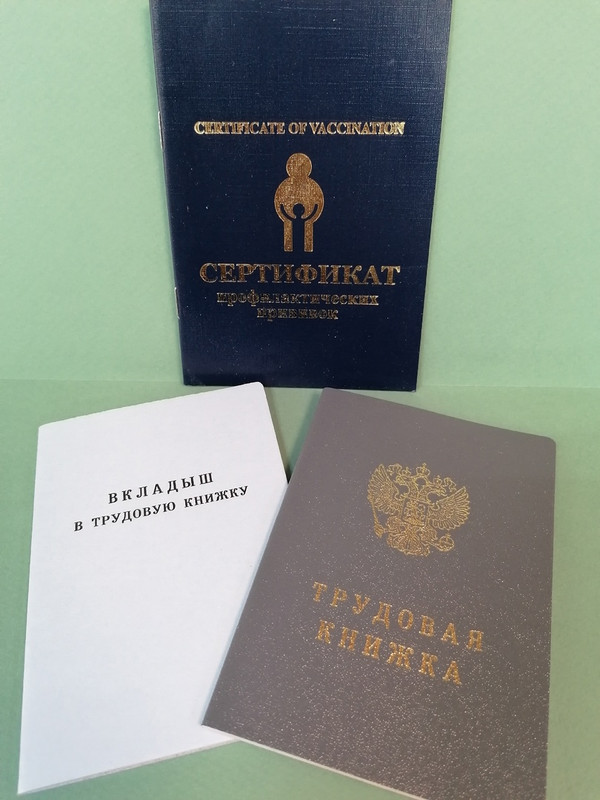 CERTIFICATE OF VACCINATION
СЕРТИФИКАТ
профилактических
прививок
ВКЛАДЫШ
В ТРУДОВУЮ КНИЖКУ
ТРУДОВАЯ
КНИЖКА